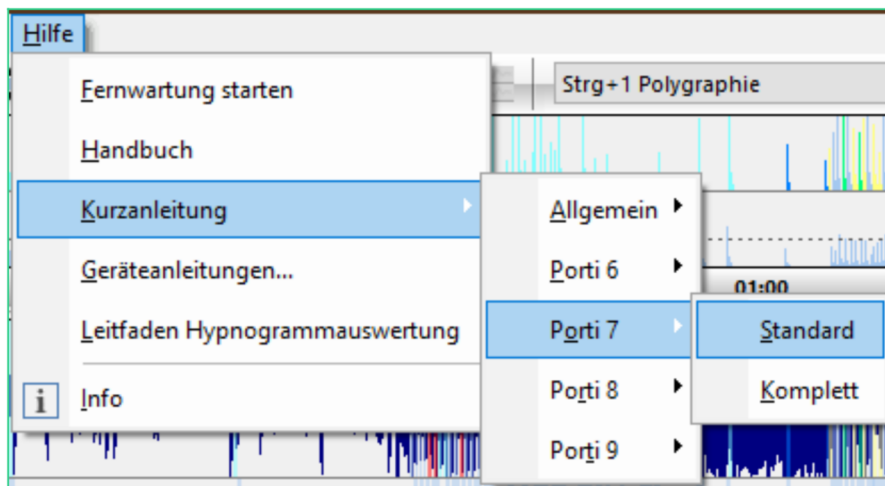 Hilfe
Fernwartung starten
Strg+1 Polygraphie
Handbuch
Kurzanleitung
Allgemein
Geräteanleitungen...
Porti 6
01:00
Leitfaden Hypnogrammauswertung
Porti 7
Standard
Info
Porti 8
Komplett
Porti 9